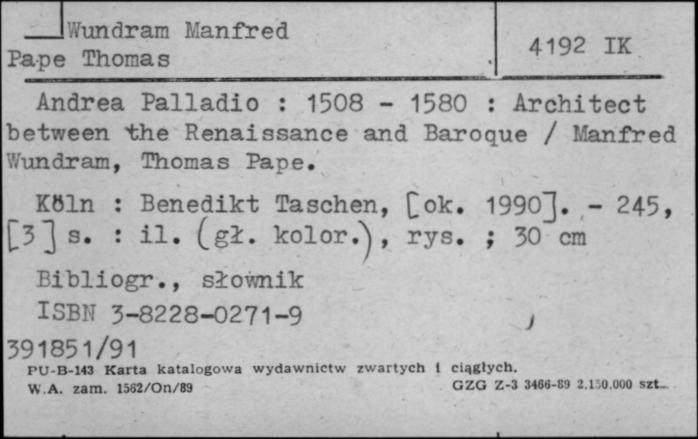 Wundram Manfred
Pape Thomas
4192 IK
Andrea Palladio : 1508 - 1580 : Architect
between the Renaissance and Baroque / Manfred
Wundram, Thomas Pape.
Köln : Benedikt Taschen, [ok. 1990]. - 245,
[3] s. : il. (gł. kolor.), rys. ; 30 cm
Bibliogr., słownik
ISBN 3-8228-0271-9
391851/91
PU-B-143 Karta katalogowa wydawnictw zwartych i ciągłych.
W.A. zam. 1562/On/89 GZG Z-3 3466-89 2.150.000 szt.